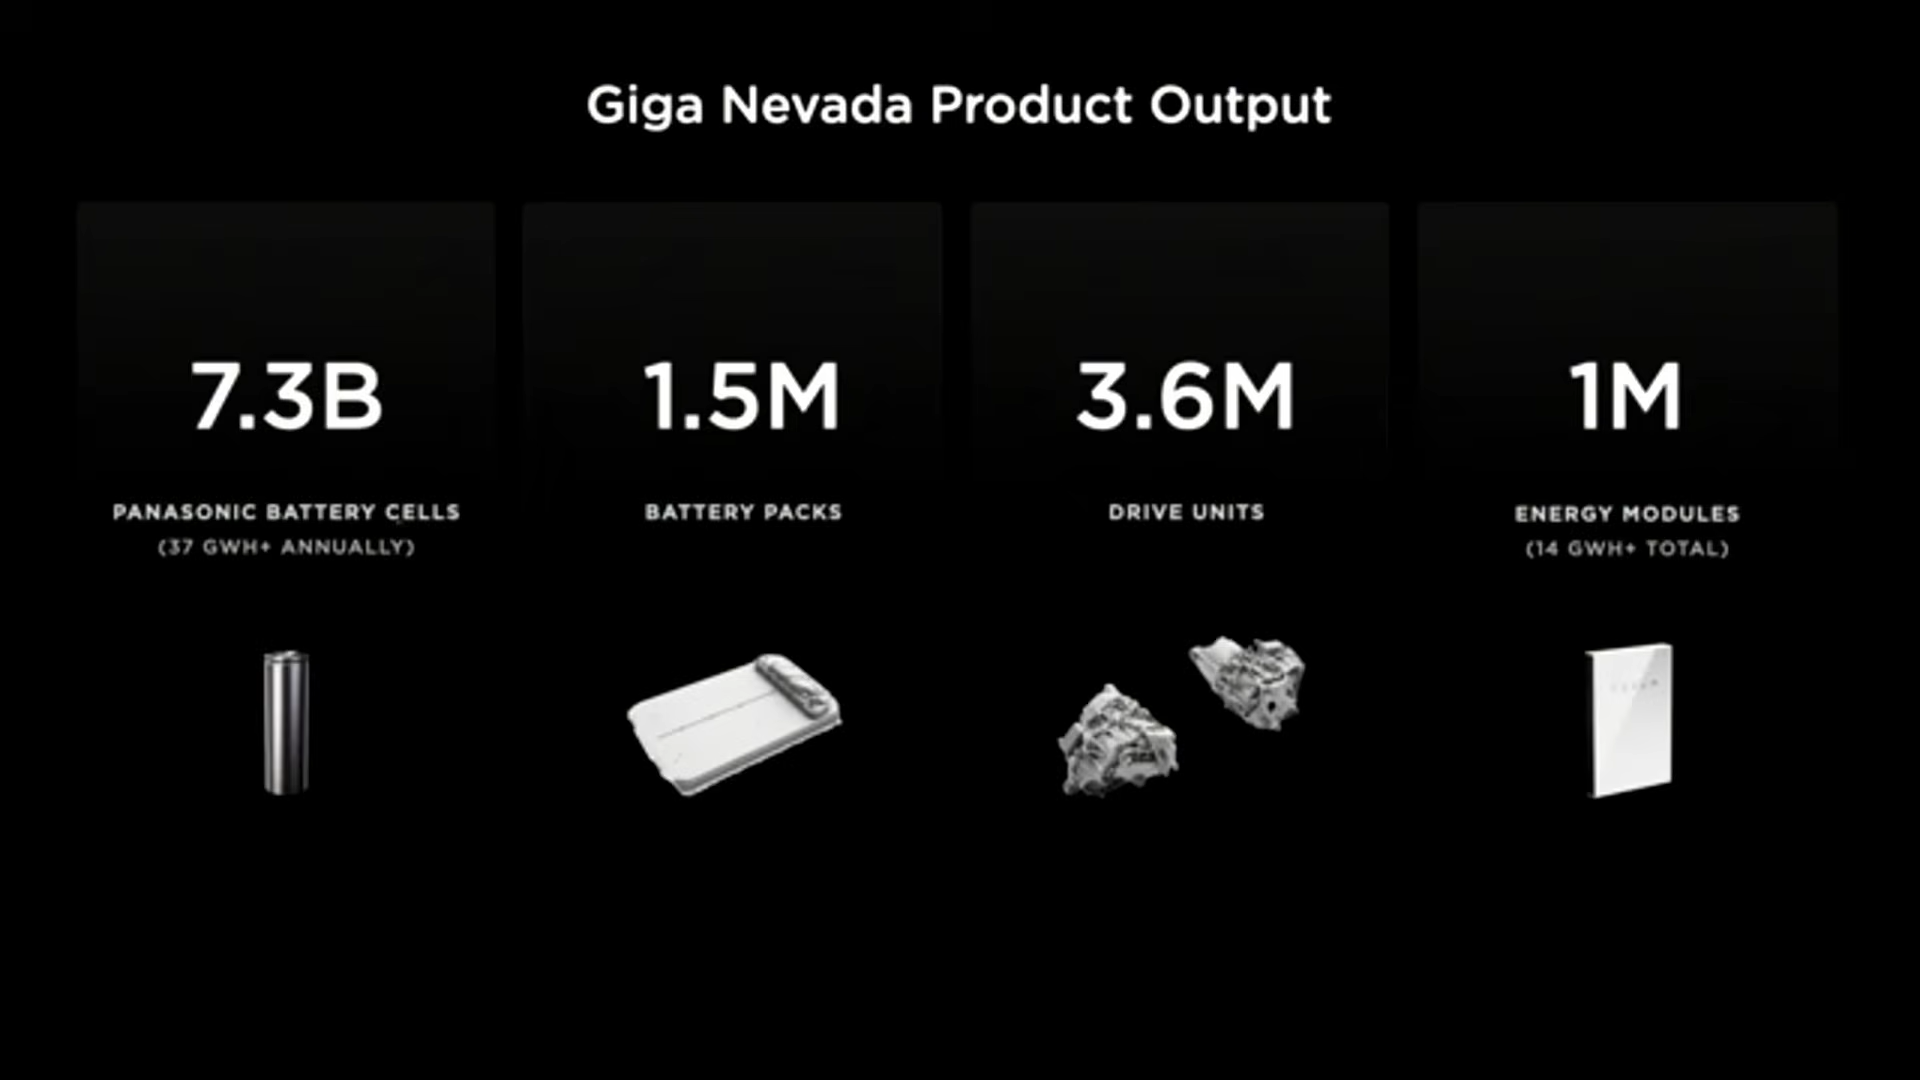 Giga Nevada Product Output
7.3B
PANASONIC BATTERY CELLS
(37 GWH+ ANNUALLY)
1.5M
BATTERY PACKS
3.6M
DRIVE UNITS
1M
ENERGY MODULES
(14 GWH+ TOTAL)